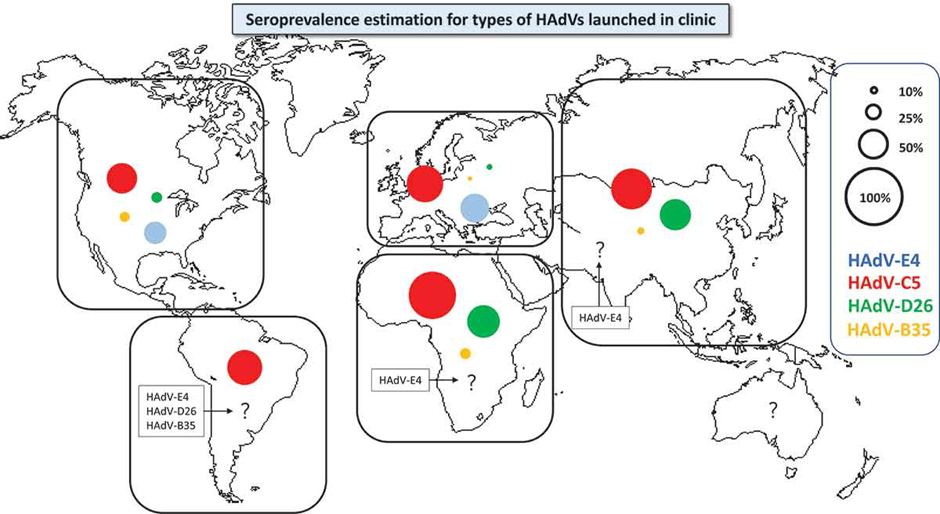 Seroprevalence estimation for types of HAdVs launched in clinic
10%
25%
50%
100%
HAdV-E4
HAdV-C5
HAdV-D26
HAdV-B35
?
HAdV-E4
HAdV-E4
?
HAdV-E4
HAdV-D26
HAdV-B35
?
?